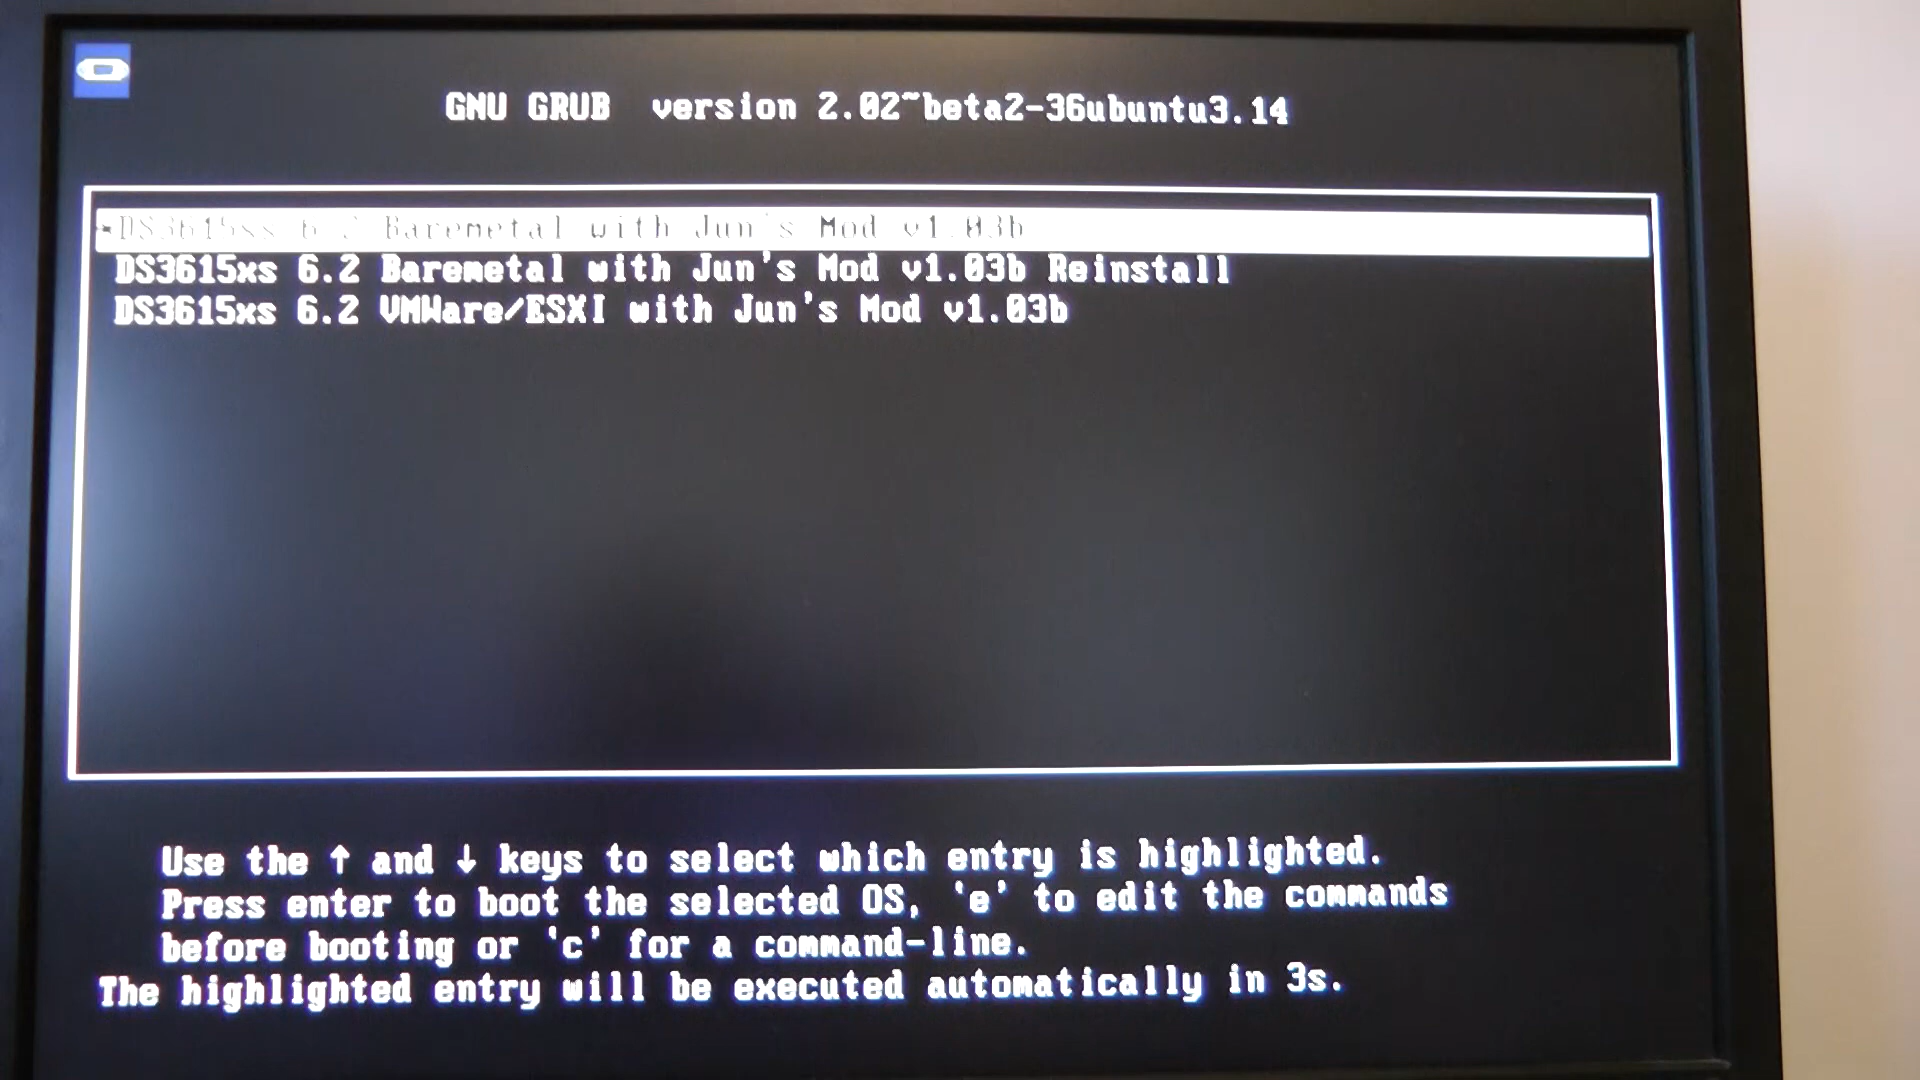 GNU GRUB version 2.02~beta2-36ubuntu3.14
*DS3615xs 6.2 Baremetal with Jun's Mod v1.03b
DS3615xs 6.2 Baremetal with Jun's Mod v1.03b Reinstall
DS3615xs 6.2 VMWare/ESXI with Jun's Mod v1.03b
Use the ↑ and ↓ keys to select which entry is highlighted.
Press enter to boot the selected OS, `e' to edit the commands
before booting or `c' for a command-line.
The highlighted entry will be executed automatically in 3s.